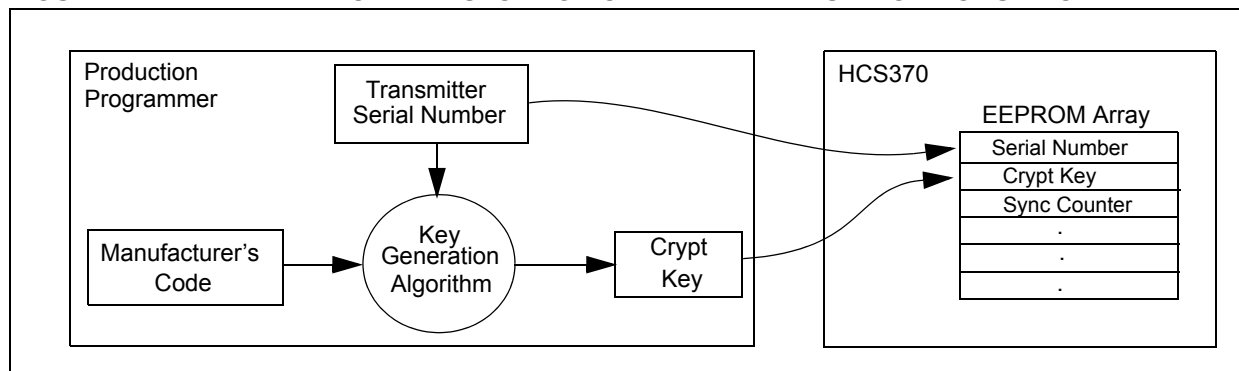 Production
Programmer
Transmitter
Serial Number
Manufacturer's
Code
Key
Generation
Algorithm
Crypt
Key
HCS370
EEPROM Array
Serial Number
Crypt Key
Sync Counter
.
.
.